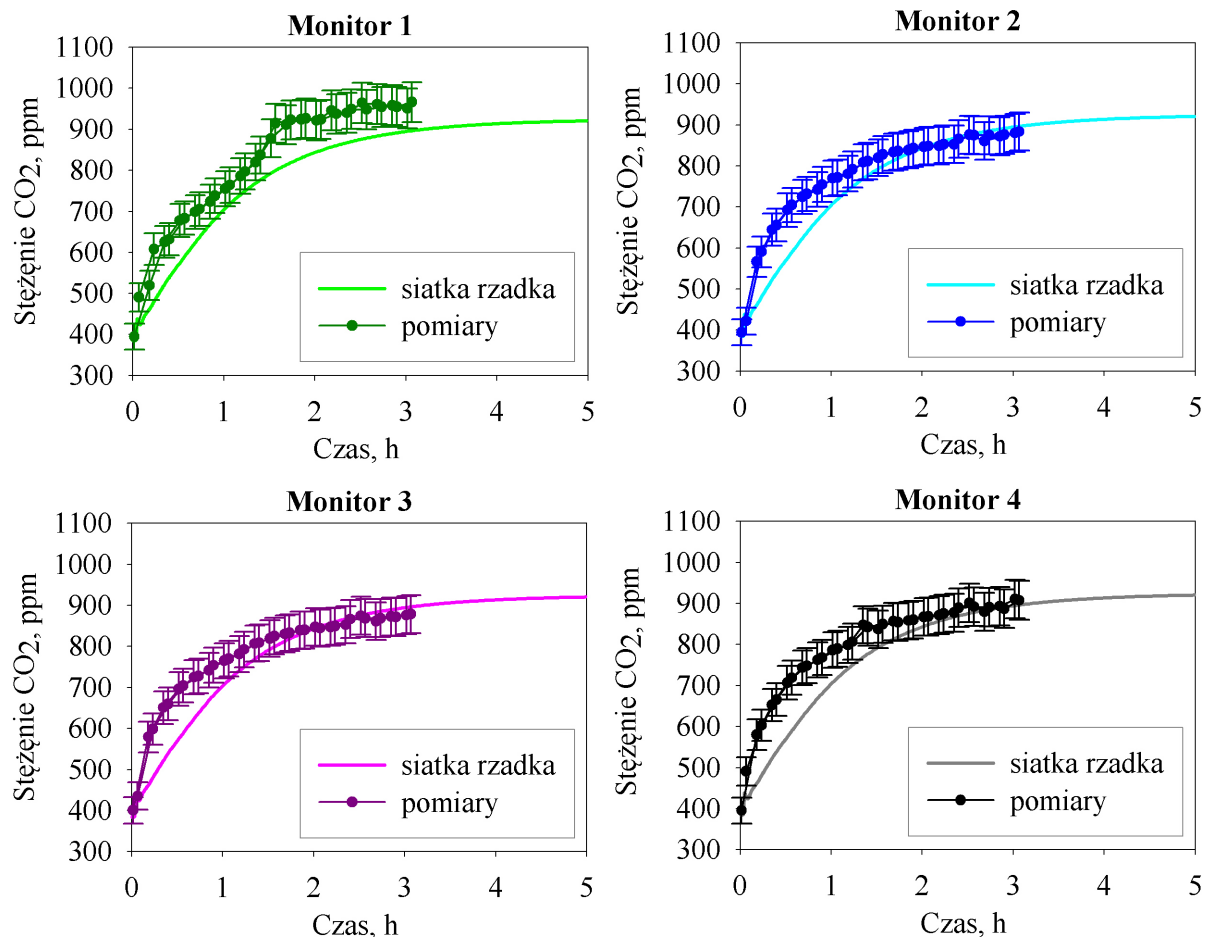 Monitor 1
Stężęnie CO2, ppm
1100
1000
900
800
700
600
500
400
300
siatka rzadka
pomiary
0 1 2 3 4 5
Czas, h
Monitor 2
Stężęnie CO2, ppm
1100
1000
900
800
700
600
500
400
300
siatka rzadka
pomiary
0 1 2 3 4 5
Czas, h
Monitor 3
Stężęnie CO2, ppm
1100
1000
900
800
700
600
500
400
300
siatka rzadka
pomiary
0 1 2 3 4 5
Czas, h
Monitor 4
Stężęnie CO2, ppm
1100
1000
900
800
700
600
500
400
300
siatka rzadka
pomiary
0 1 2 3 4 5
Czas, h